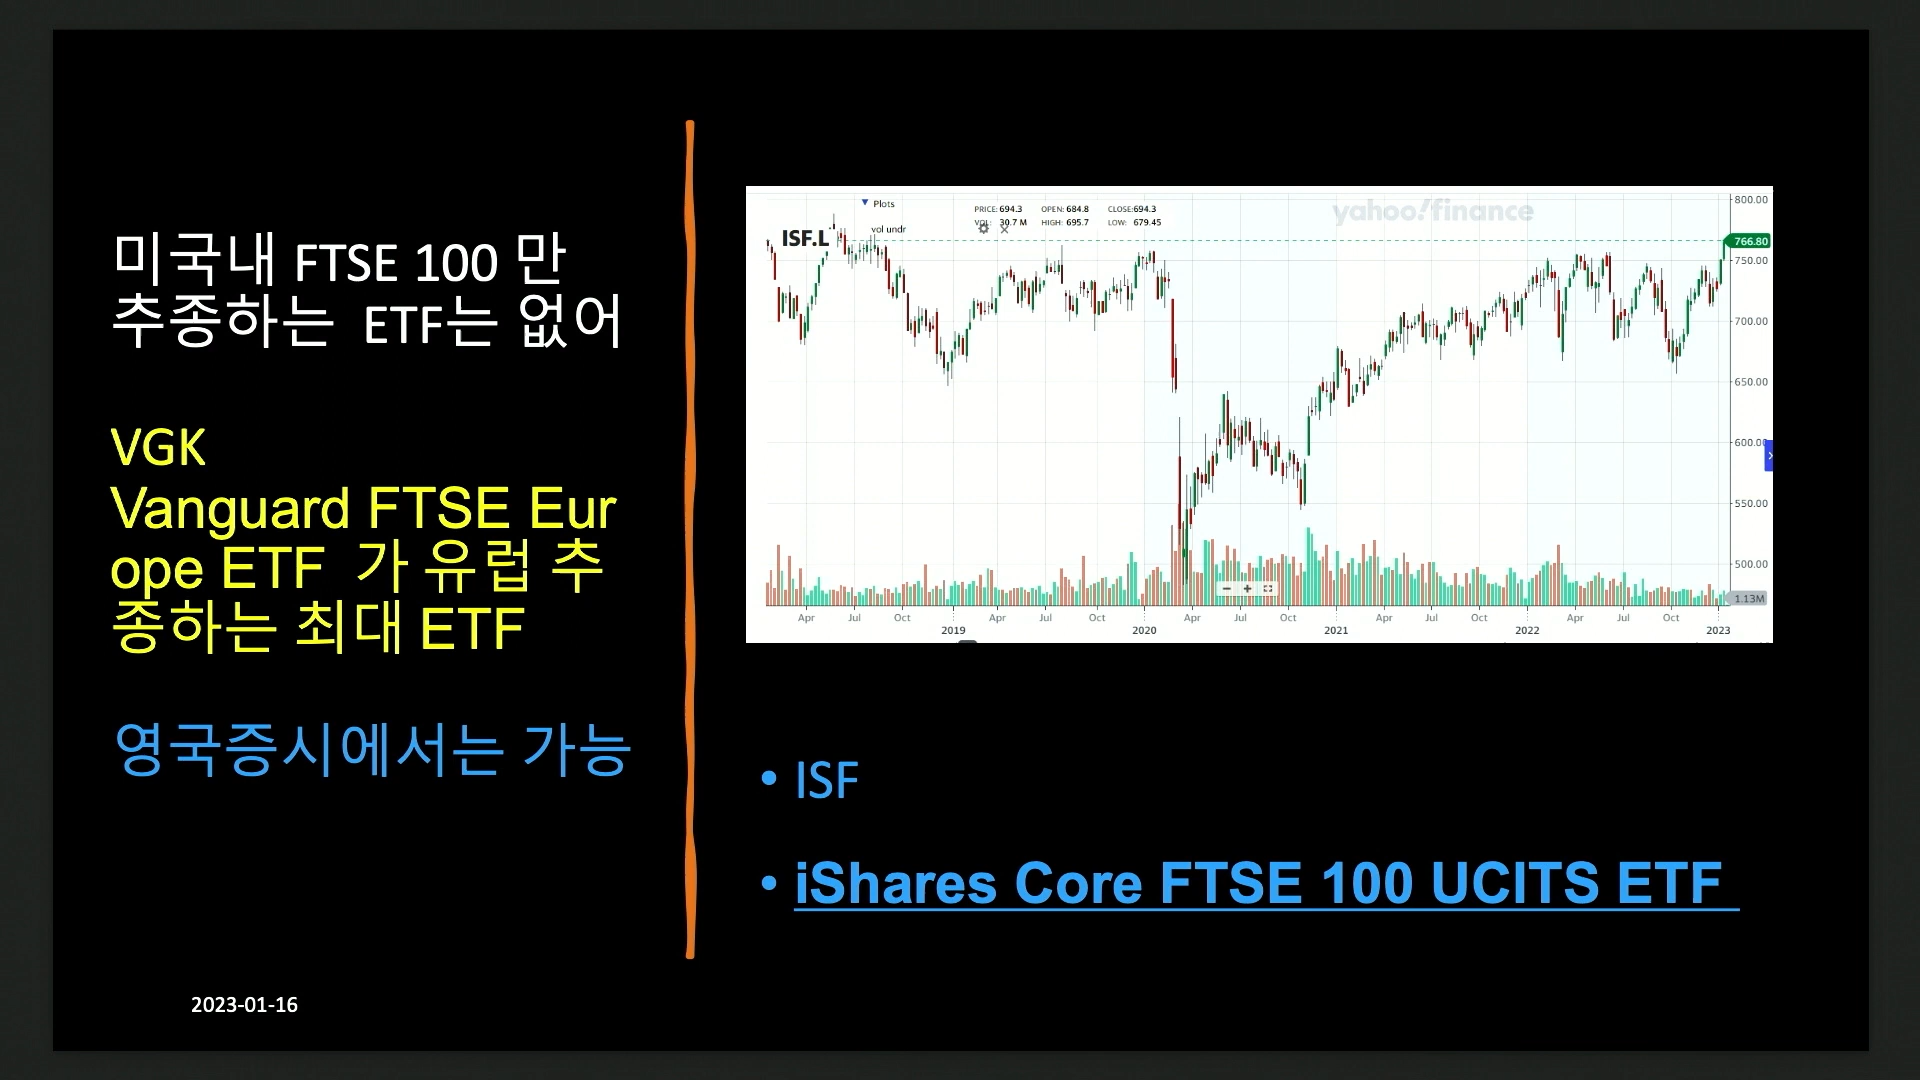 미국내 FTSE 100 만
추종하는 ETF는 없어
VGK
Vanguard FTSE Eur
ope ETF 가 유럽 추
종하는 최대 ETF
영국증시에서는 가능
2023-01-16
Plots
PRICE: 694.3 OPEN: 684.8 CLOSE:694.3
VOL: 30.7 M HIGH: 695.7 LOW: 679.45
ISF.L
vol undr
yahoo!finance
800.00
766.80
750.00
700.00
650.00
600.00
550.00
500.00
1.13M
Apr Jul Oct Apr Jul Oct Apr Jul Oct Apr Jul Oct Apr Jul Oct
2019 2020 2021 2022 2023
• ISF
• iShares Core FTSE 100 UCITS ETF